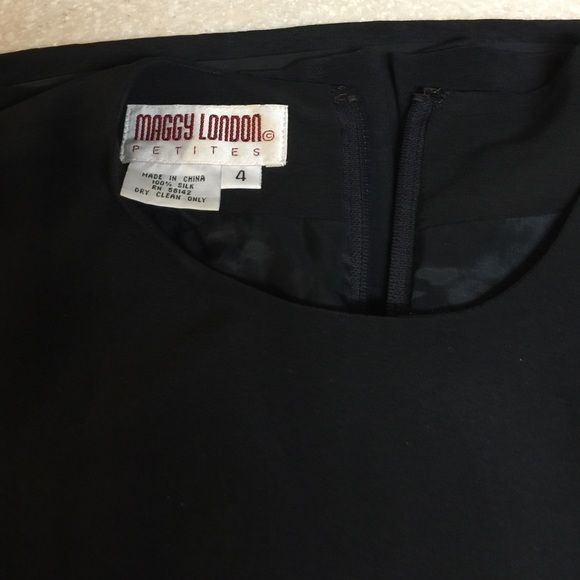 MAGGY LONDON©
PETITES
4
MADE IN CHINA
100% SILK
RN 58142
DRY CLEAN ONLY